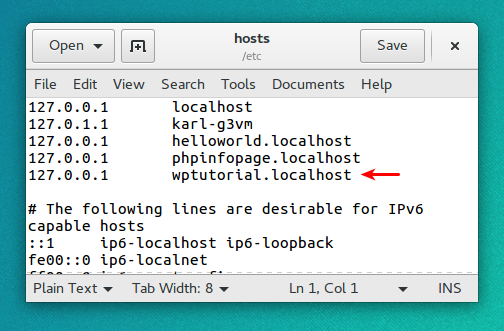 Open hosts Save
/etc
File Edit View Search Tools Documents Help
127.0.0.1 localhost
127.0.1.1 karl-g3vm
127.0.0.1 helloworld.localhost
127.0.0.1 phpinfopage.localhost
127.0.0.1 wptutorial.localhost
# The following lines are desirable for IPv6
capable hosts
::1 ip6-localhost ip6-loopback
fe00::0 ip6-localnet
Plain Text Tab Width: 8 Ln 1, Col 1 INS